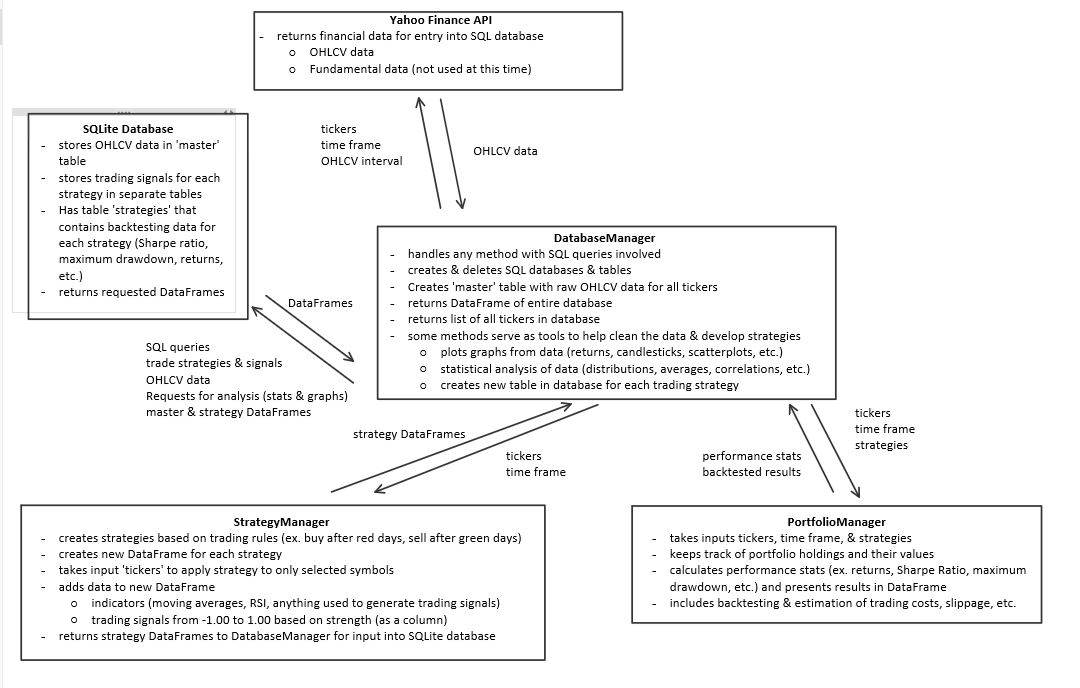 Yahoo Finance API
- returns financial data for entry into SQL database
o OHLCV data
o Fundamental data (not used at this time)
tickers
time frame
OHLCV interval
OHLCV data
SQLite Database
- stores OHLCV data in 'master'
table
- stores trading signals for each
strategy in separate tables
- Has table 'strategies' that
contains backtesting data for
each strategy (Sharpe ratio,
maximum drawdown, returns,
etc.)
- returns requested DataFrames
DatabaseManager
- handles any method with SQL queries involved
- creates & deletes SQL databases & tables
- Creates 'master' table with raw OHLCV data for all tickers
- returns DataFrame of entire database
- returns list of all tickers in database
- some methods serve as tools to help clean the data & develop strategies
o plots graphs from data (returns, candlesticks, scatterplots, etc.)
o statistical analysis of data (distributions, averages, correlations, etc.)
o creates new table in database for each trading strategy
DataFrames
SQL queries
trade strategies & signals
OHLCV data
Requests for analysis (stats & graphs)
master & strategy DataFrames
strategy DataFrames
tickers
time frame
performance stats
backtested results
tickers
time frame
strategies
StrategyManager
- creates strategies based on trading rules (ex. buy after red days, sell after green days)
- creates new DataFrame for each strategy
- takes input 'tickers' to apply strategy to only selected symbols
- adds data to new DataFrame
o indicators (moving averages, RSI, anything used to generate trading signals)
o trading signals from -1.00 to 1.00 based on strength (as a column)
- returns strategy DataFrames to DatabaseManager for input into SQLite database
PortfolioManager
- takes inputs tickers, time frame, & strategies
- keeps track of portfolio holdings and their values
- calculates performance stats (ex. returns, Sharpe Ratio, maximum
drawdown, etc.) and presents results in DataFrame
- includes backtesting & estimation of trading costs, slippage, etc.